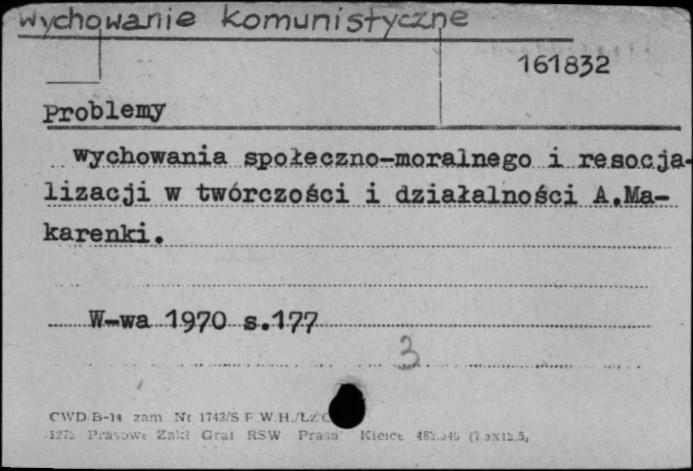 wychowanie komunistyczne
161832
Problemy
wychowania społeczno-moralnego i resocja-
lizacji w twórczości i działalności A.Ma-
karenki.
W-wa 1970 s.177
3
CWD B-14 zam Nr 1743/S P.W.H.
Prasowe Zakł Graf RSW Prasa Kielce